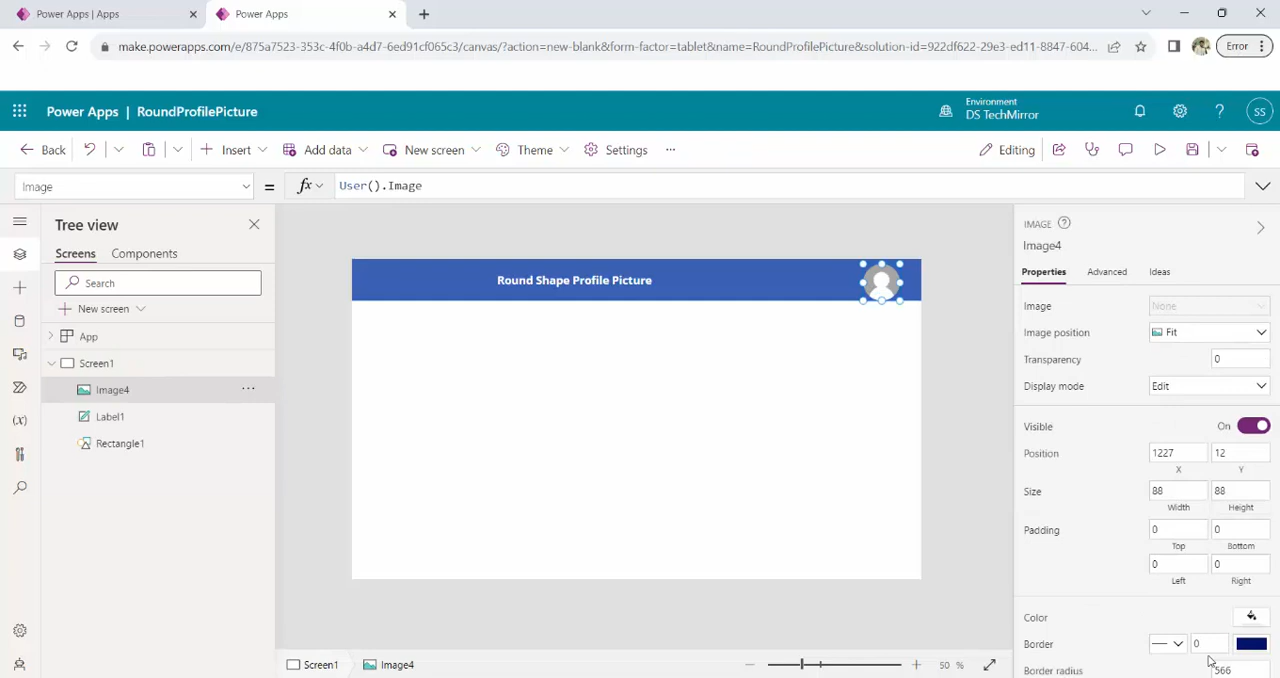 Power Apps | Apps
Power Apps
make.powerapps.com/e/875a7523-353c-4f0b-a4d7-6ed91cf065c3/canvas/?action=new-blank&form-factor=tablet&name=RoundProfilePicture&solution-id=922df622-29e3-ed11-8847-604...
Error
Power Apps | RoundProfilePicture
Environment
DS TechMirror
SS
Back
Insert
Add data
New screen
Theme
Settings
...
Editing
Image
=
fx
User().Image
Tree view
Screens
Components
Search
New screen
App
Screen1
Image4
...
Label1
Rectangle1
(x)
Round Shape Profile Picture
Screen1
Image4
50 %
IMAGE
Image4
Properties
Advanced
Ideas
Image
None
Image position
Fit
Transparency
0
Display mode
Edit
Visible
On
Position
1227
12
X
Y
Size
88
88
Width
Height
Padding
0
0
Top
Bottom
0
0
Left
Right
Color
Border
0
Border radius
566